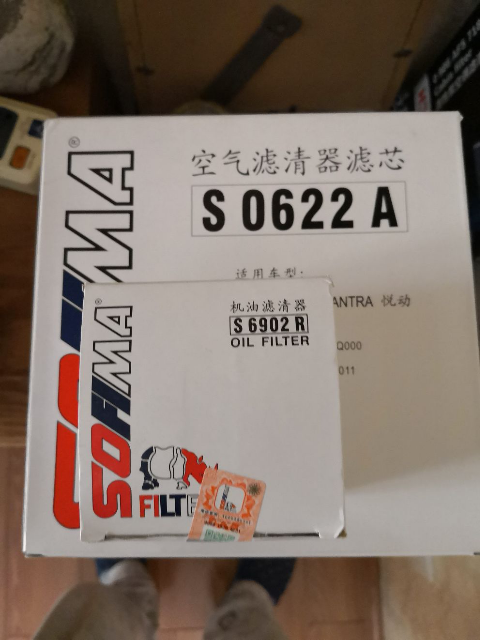 空气滤清器滤芯
S 0622 A
适用车型:
ANTRA 悦动
Q000
011
SOFIMA®
机油滤清器
S 6902 R
OIL FILTER
SOFIMA®
FILTE